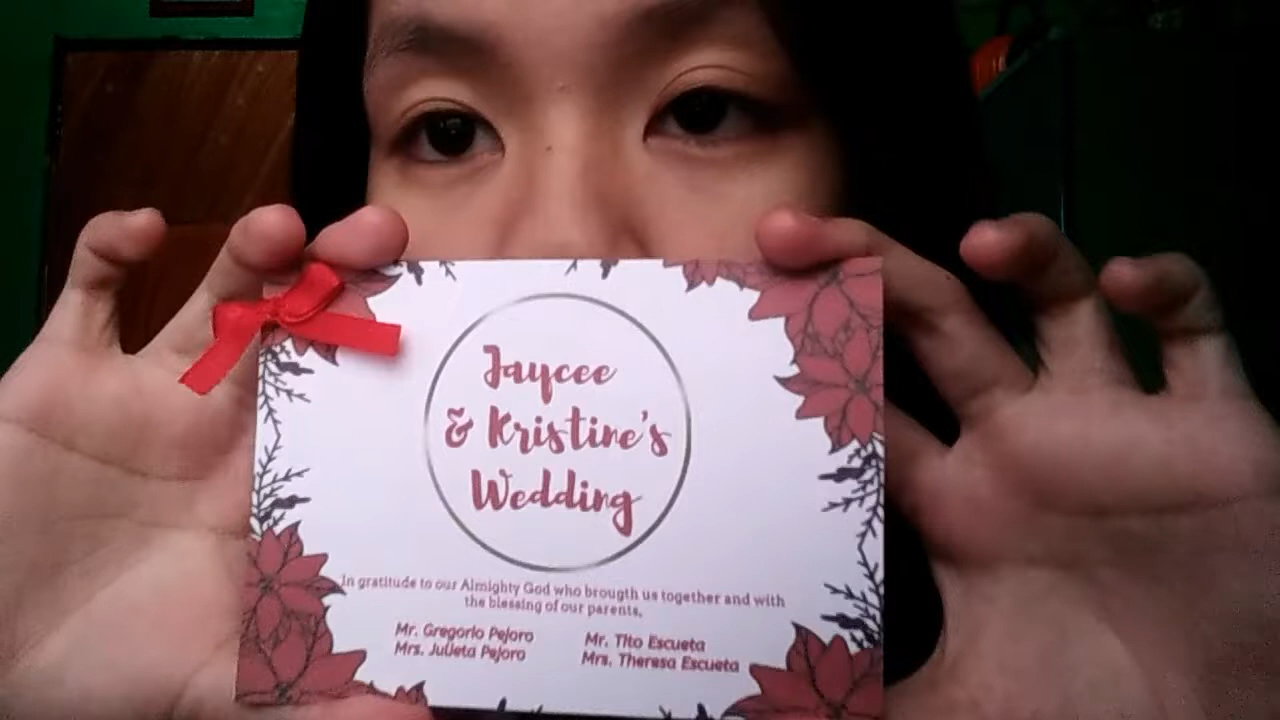 Jaycee
& Kristine's
Wedding
In gratitude to our Almighty God who brougth us together and with
the blessing of our parents,
Mr. Gregorio Pejoro
Mrs. Julieta Pejoro
Mr. Tito Escueta
Mrs. Theresa Escueta